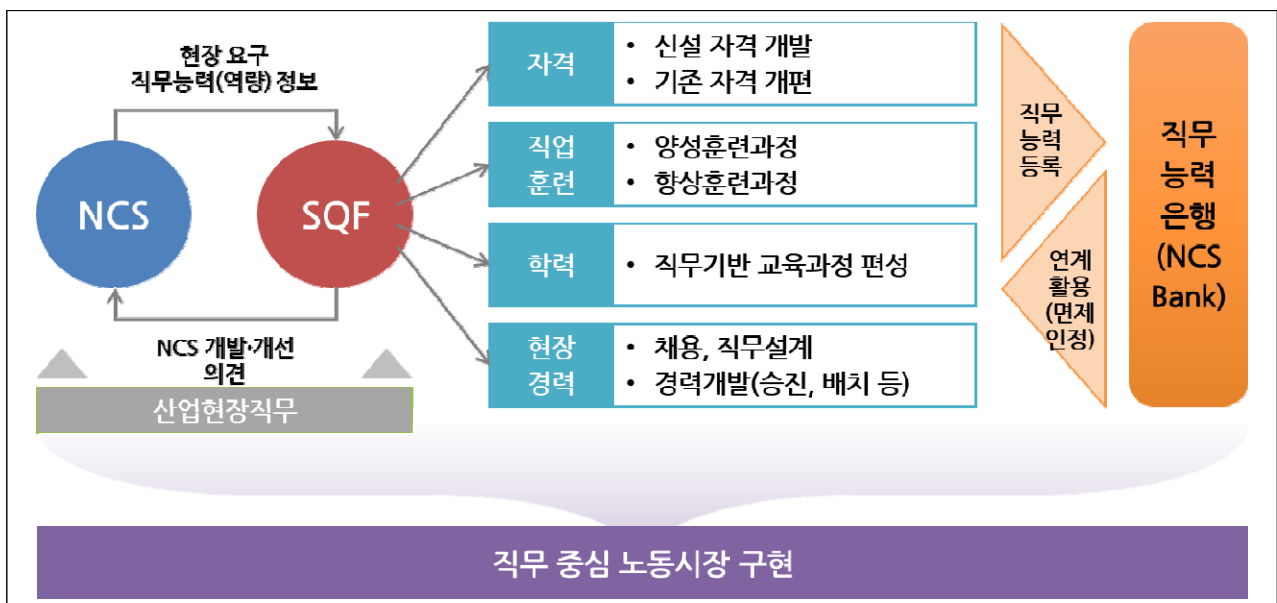 현장 요구
직무능력(역량) 정보
NCS
SQF
NCS 개발·개선
의견
산업현장직무
자격
• 신설 자격 개발
• 기존 자격 개편
직업
훈련
• 양성훈련과정
• 향상훈련과정
학력
• 직무기반 교육과정 편성
현장
경력
• 채용, 직무설계
• 경력개발(승진, 배치 등)
직무
능력
등록
연계
활용
(면제
인정)
직무
능력
은행
(NCS
Bank)
직무 중심 노동시장 구현